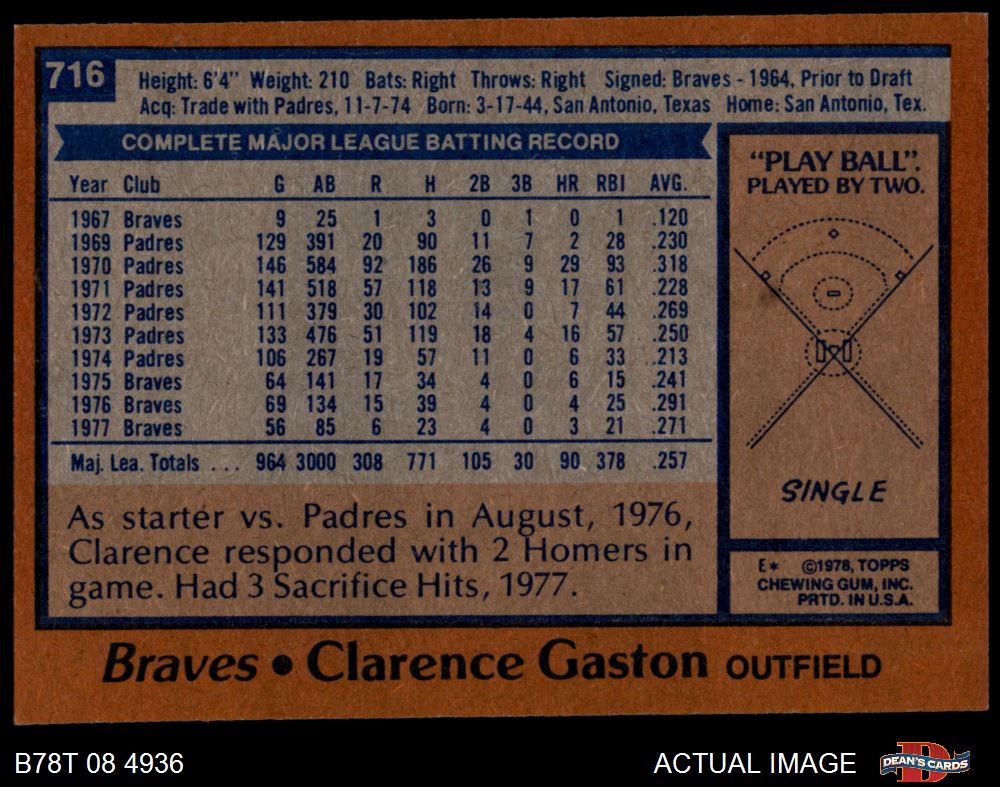 716
Height: 6'4" Weight: 210 Bats: Right Throws: Right Signed: Braves - 1964, Prior to Draft
Acq: Trade with Padres, 11-7-74 Born: 3-17-44, San Antonio, Texas Home: San Antonio, Tex.
COMPLETE MAJOR LEAGUE BATTING RECORD
Year Club G AB R H 2B 3B HR RBI AVG.
1967 Braves 9 25 1 3 0 1 0 1 .120
1969 Padres 129 391 20 90 11 7 2 28 .230
1970 Padres 146 584 92 186 26 9 29 93 .318
1971 Padres 141 518 57 118 13 9 17 61 .228
1972 Padres 111 379 30 102 14 0 7 44 .269
1973 Padres 133 476 51 119 18 4 16 57 .250
1974 Padres 106 267 19 57 11 0 6 33 .213
1975 Braves 64 141 17 34 4 0 6 15 .241
1976 Braves 69 134 15 39 4 0 4 25 .291
1977 Braves 56 85 6 23 4 0 3 21 .271
Maj. Lea. Totals ... 964 3000 308 771 105 30 90 378 .257
As starter vs. Padres in August, 1976,
Clarence responded with 2 Homers in
game. Had 3 Sacrifice Hits, 1977.
"PLAY BALL".
PLAYED BY TWO.
SINGLE
E* ©1978, TOPPS
CHEWING GUM, INC.
PRTD. IN U.S.A.
Braves • Clarence Gaston OUTFIELD
B78T 08 4936
ACTUAL IMAGE
D
DEAN'S CARDS